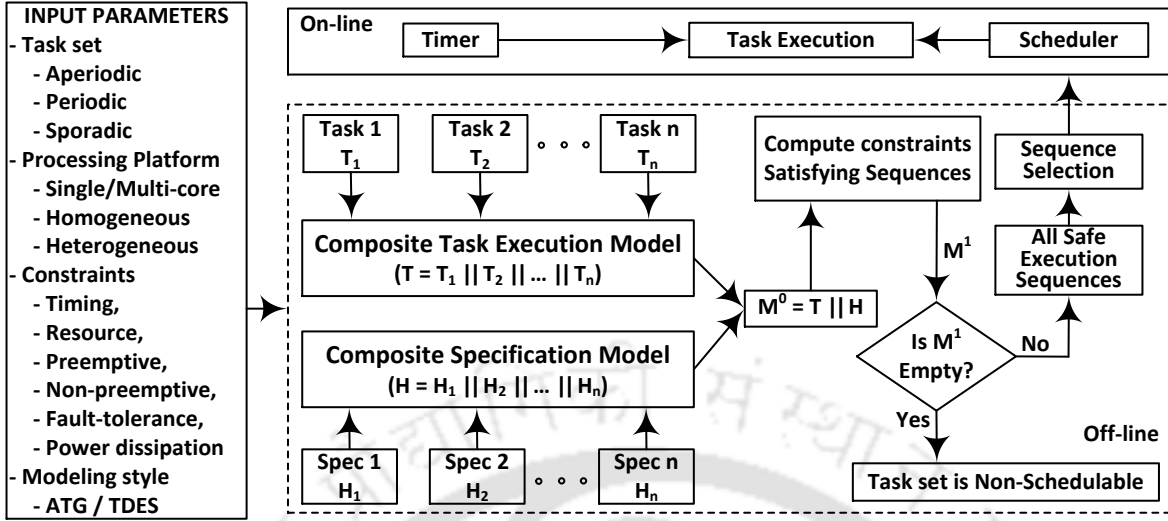 INPUT PARAMETERS
- Task set
- Aperiodic
- Periodic
- Sporadic
- Processing Platform
- Single/Multi-core
- Homogeneous
- Heterogeneous
- Constraints
- Timing,
- Resource,
- Preemptive,
- Non-preemptive,
- Fault-tolerance,
- Power dissipation
- Modeling style
- ATG / TDES
On-line
Timer
Task Execution
Scheduler
Task 1
T₁
Task 2
T₂
Task n
Tₙ
Composite Task Execution Model
(T = T₁ || T₂ || ... || Tₙ)
Composite Specification Model
(H = H₁ || H₂ || ... || Hₙ)
Spec 1
H₁
Spec 2
H₂
Spec n
Hₙ
M⁰ = T || H
Compute constraints
Satisfying Sequences
M¹
Is M¹
Empty?
No
Yes
All Safe
Execution
Sequences
Sequence
Selection
Off-line
Task set is Non-Schedulable